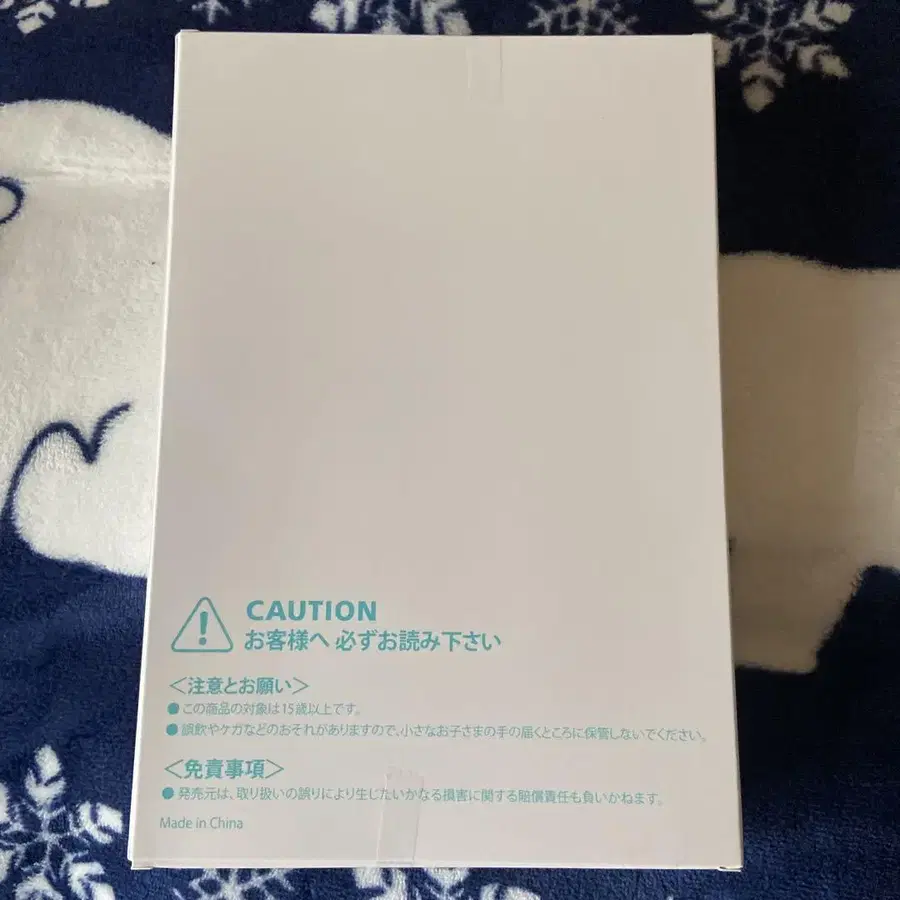 CAUTION
お客様へ 必ずお読み下さい
＜注意とお願い＞
● この商品の対象は15歳以上です。
● 誤飲やケガなどのおそれがありますので、小さなお子さまの手の届くところに保管しないでください。
＜免責事項＞
● 発売元は、取り扱いの誤りにより生じたいかなる損害に関する賠償責任も負いかねます。
Made in China